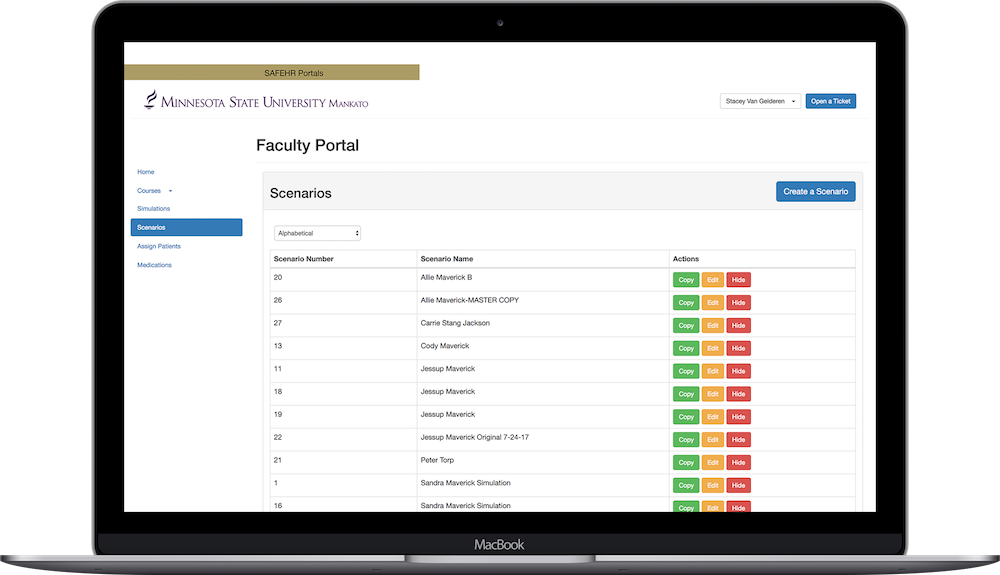 SAFEHR Portals
MINNESOTA STATE UNIVERSITY MANKATO
Stacey Van Gelderen
Open a Ticket
Faculty Portal
Home
Courses
Simulations
Scenarios
Assign Patients
Medications
Scenarios
Create a Scenario
Alphabetical
Scenario Number Scenario Name Actions
20 Allie Maverick B Copy Edit Hide
26 Allie Maverick-MASTER COPY Copy Edit Hide
27 Carrie Stang Jackson Copy Edit Hide
13 Cody Maverick Copy Edit Hide
11 Jessup Maverick Copy Edit Hide
18 Jessup Maverick Copy Edit Hide
19 Jessup Maverick Copy Edit Hide
22 Jessup Maverick Original 7-24-17 Copy Edit Hide
21 Peter Torp Copy Edit Hide
1 Sandra Maverick Simulation Copy Edit Hide
16 Sandra Maverick Simulation Copy Edit Hide
MacBook